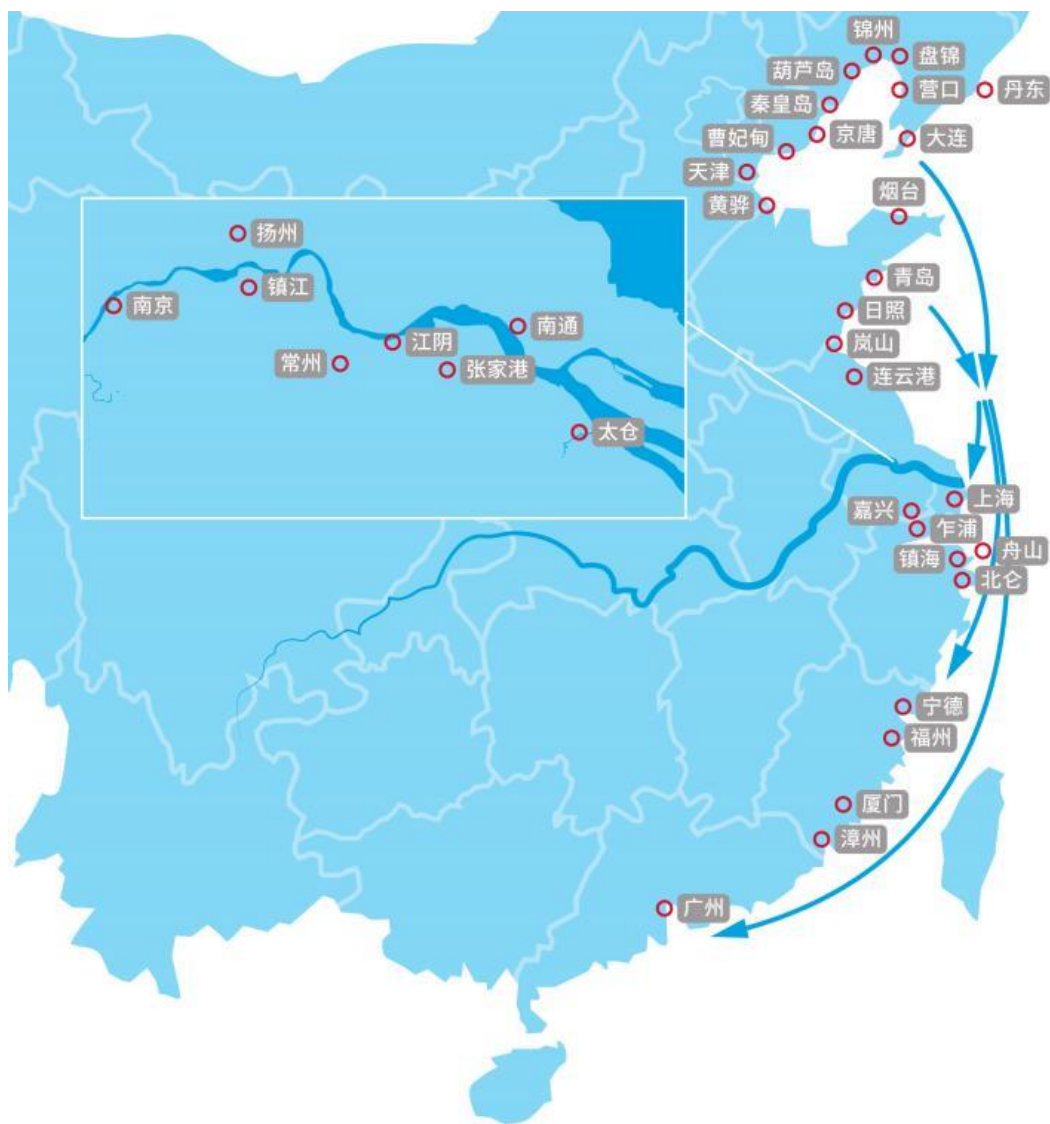 锦州
盘锦
葫芦岛
营口
丹东
秦皇岛
京唐
大连
曹妃甸
天津
黄骅
烟台
扬州
青岛
镇江
南京
日照
南通
江阴
岚山
常州
张家港
连云港
太仓
上海
嘉兴
乍浦
舟山
镇海
北仑
宁德
福州
厦门
漳州
广州